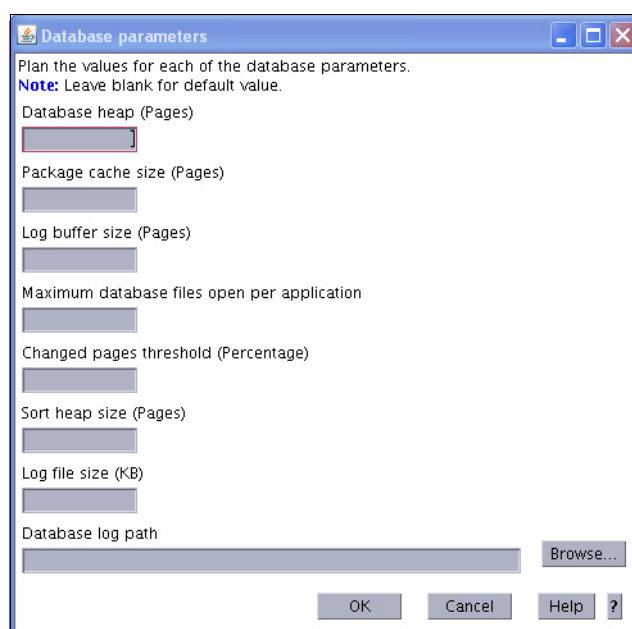 Database parameters
Plan the values for each of the database parameters.
Note: Leave blank for default value.
Database heap (Pages)
Package cache size (Pages)
Log buffer size (Pages)
Maximum database files open per application
Changed pages threshold (Percentage)
Sort heap size (Pages)
Log file size (KB)
Database log path
Browse...
OK Cancel Help ?